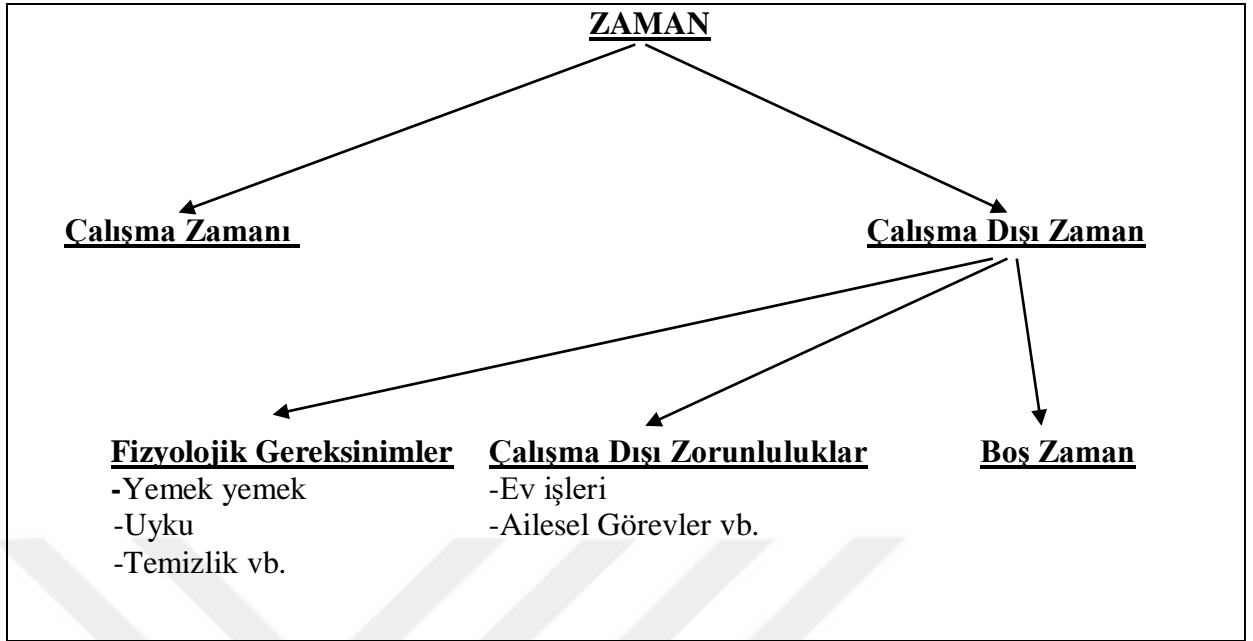 ZAMAN
Çalışma Zamanı
Çalışma Dışı Zaman
Fizyolojik Gereksinimler
-Yemek yemek
-Uyku
-Temizlik vb.
Çalışma Dışı Zorunluluklar
-Ev işleri
-Ailesel Görevler vb.
Boş Zaman